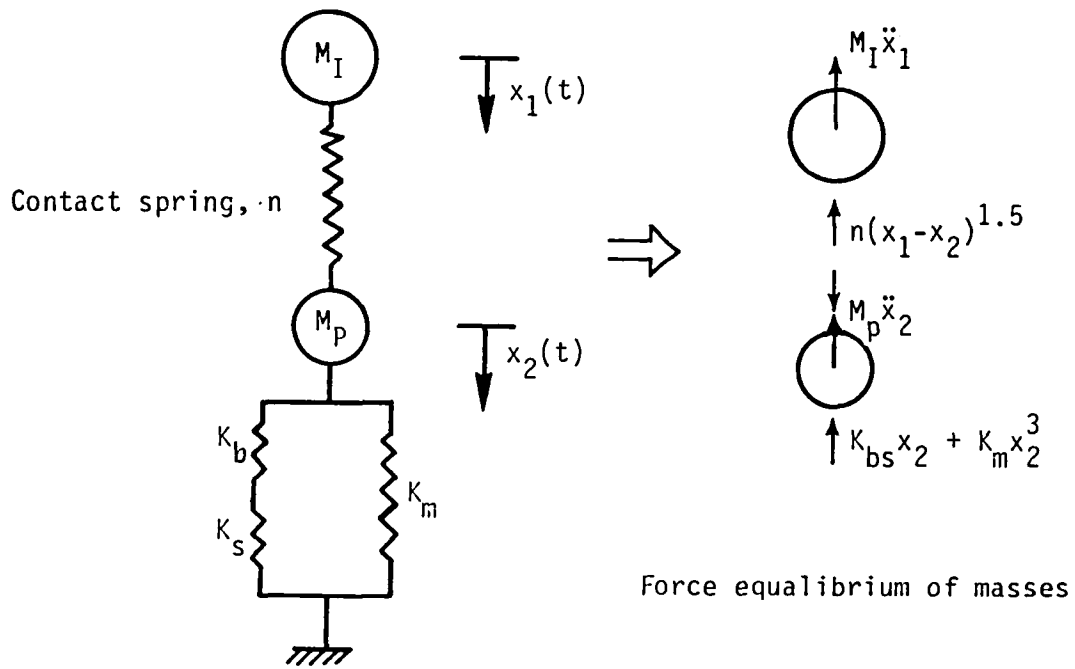 M_I
x_1(t)
Contact spring, n
M_p
x_2(t)
K_b
K_s
K_m
M_I ẍ_1
n(x_1-x_2)^1.5
M_p ẍ_2
K_bs x_2 + K_m x_2^3
Force equalibrium of masses